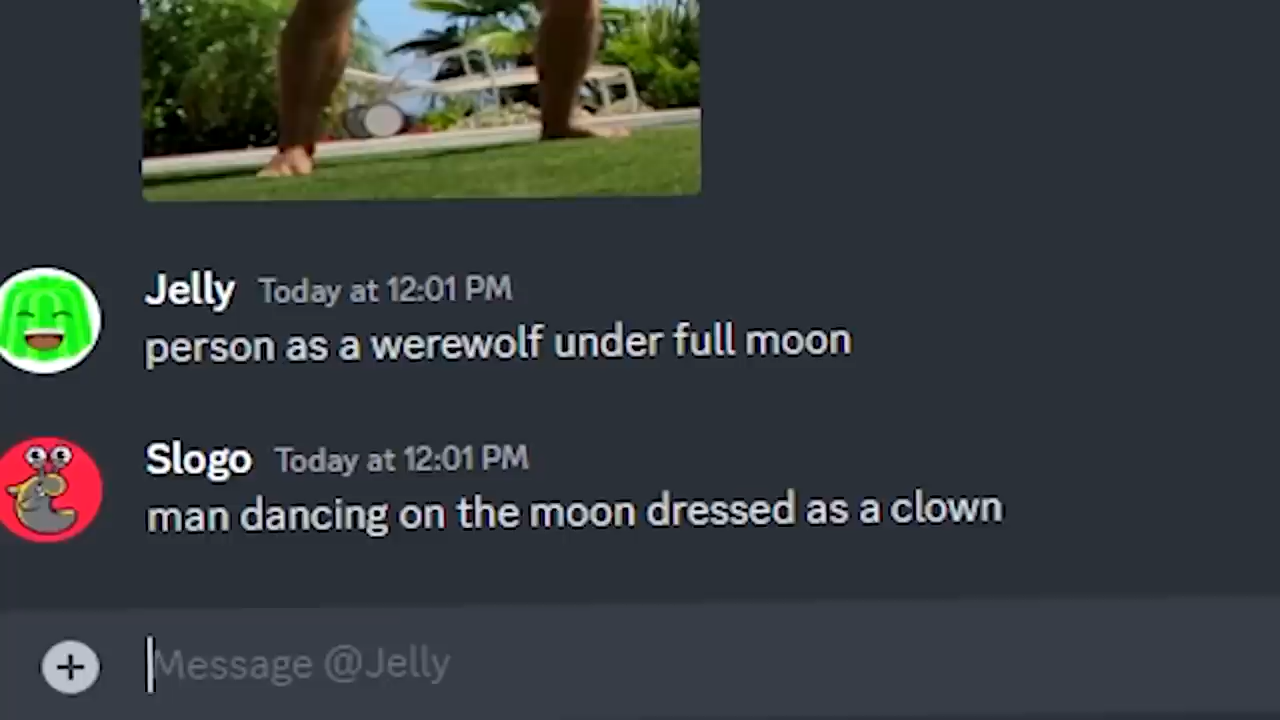 Jelly Today at 12:01 PM
person as a werewolf under full moon
Slogo Today at 12:01 PM
man dancing on the moon dressed as a clown
Message @Jelly